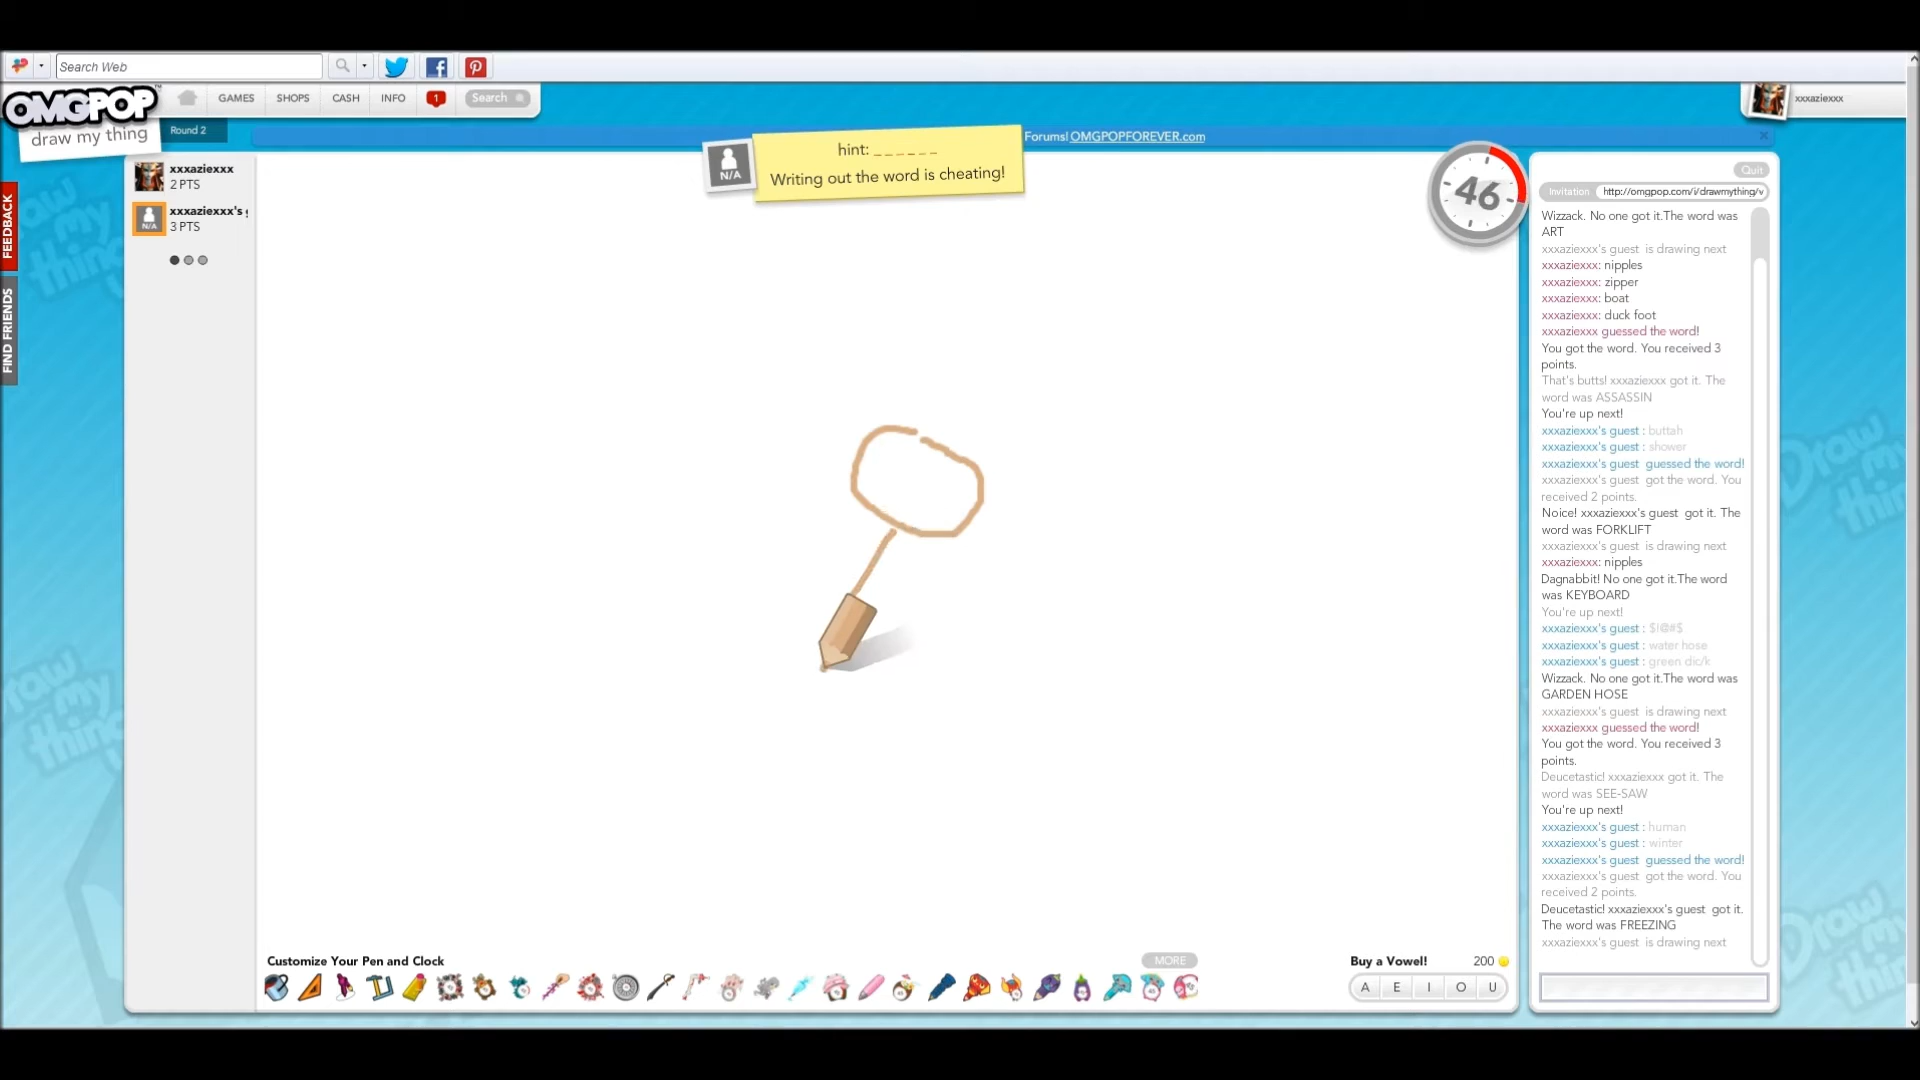 Search Web
OMGPOP™
GAMES SHOPS CASH INFO 1 Search
xxxaziexxx
draw my thing
Round 2
Forums! OMGPOPFOREVER.com
hint: _ _ _ _ _ _
Writing out the word is cheating!
N/A
FEEDBACK
FIND FRIENDS
xxxaziexxx
2 PTS
N/A
xxxaziexxx's
3 PTS
46
Quit
Invitation http://omgpop.com/i/drawmything/v
Wizzack. No one got it.The word was
ART
xxxaziexxx's guest is drawing next
xxxaziexxx: nipples
xxxaziexxx: zipper
xxxaziexxx: boat
xxxaziexxx: duck foot
xxxaziexxx guessed the word!
You got the word. You received 3
points.
That's butts! xxxaziexxx got it. The
word was ASSASSIN
You're up next!
xxxaziexxx's guest : buttah
xxxaziexxx's guest : shower
xxxaziexxx's guest guessed the word!
xxxaziexxx's guest got the word. You
received 2 points.
Noice! xxxaziexxx's guest got it. The
word was FORKLIFT
xxxaziexxx's guest is drawing next
xxxaziexxx: nipples
Dagnabbit! No one got it.The word
was KEYBOARD
You're up next!
xxxaziexxx's guest : $!@#$
xxxaziexxx's guest : water hose
xxxaziexxx's guest : green dic/k
Wizzack. No one got it.The word was
GARDEN HOSE
xxxaziexxx's guest is drawing next
xxxaziexxx guessed the word!
You got the word. You received 3
points.
Deucetastic! xxxaziexxx got it. The
word was SEE-SAW
You're up next!
xxxaziexxx's guest : human
xxxaziexxx's guest : winter
xxxaziexxx's guest guessed the word!
xxxaziexxx's guest got the word. You
received 2 points.
Deucetastic! xxxaziexxx's guest got it.
The word was FREEZING
xxxaziexxx's guest is drawing next
Customize Your Pen and Clock
MORE
Buy a Vowel! 200
A E I O U